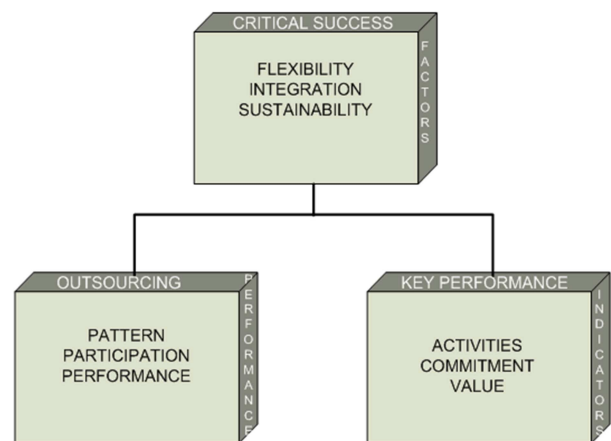 CRITICAL SUCCESS
FACTORS
FLEXIBILITY
INTEGRATION
SUSTAINABILITY
OUTSOURCING
PERFORMANCE
PATTERN
PARTICIPATION
PERFORMANCE
KEY PERFORMANCE
INDICATORS
ACTIVITIES
COMMITMENT
VALUE